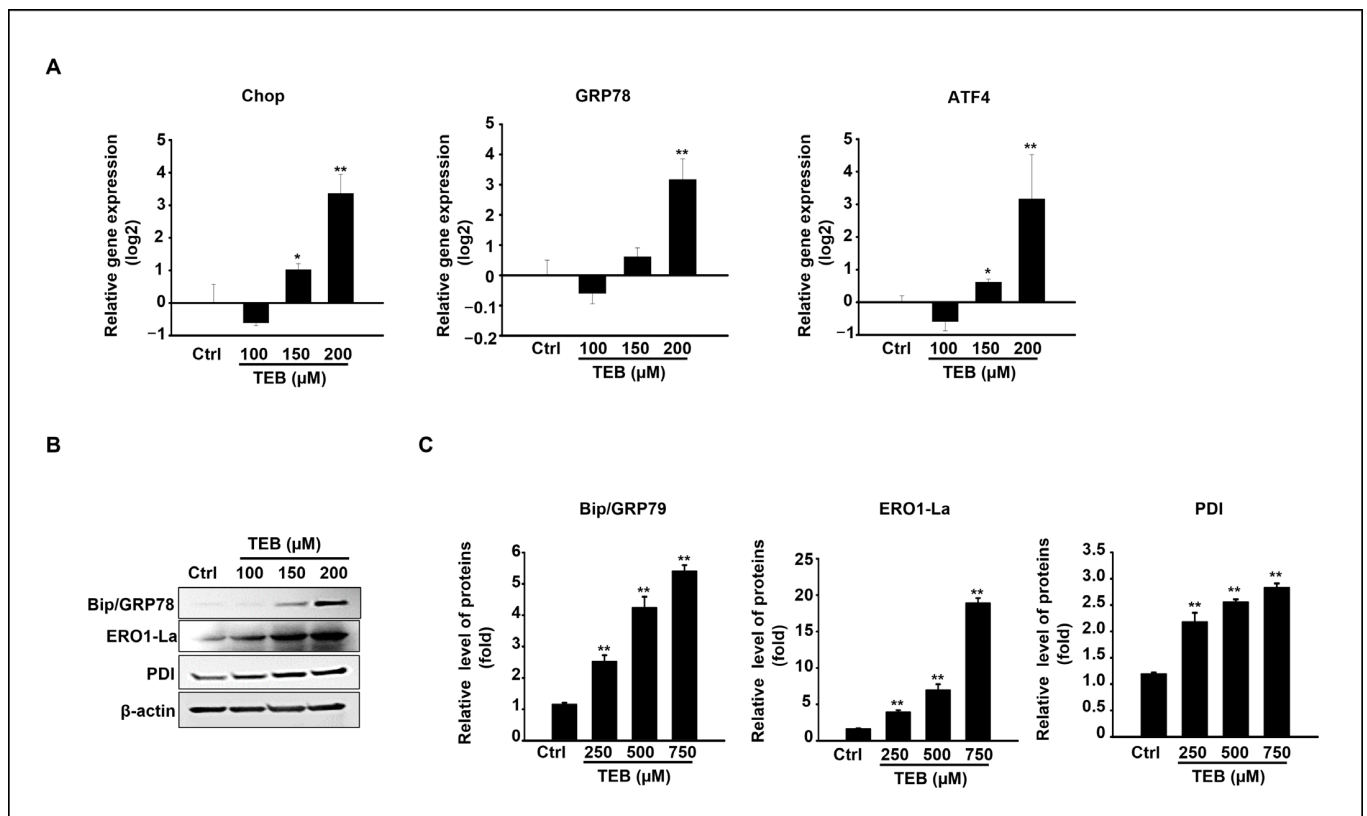 A
Chop
Relative gene expression
(log2)
5
4
3
2
1
0
−1
**
*
Ctrl 100 150 200
TEB (μM)
GRP78
Relative gene expression
(log2)
5
4
3
2
1
0
−0.1
−0.2
**
Ctrl 100 150 200
TEB (μM)
ATF4
Relative gene expression
(log2)
5
4
3
2
1
0
−1
**
*
Ctrl 100 150 200
TEB (μM)
B
TEB (μM)
Ctrl 100 150 200
Bip/GRP78
ERO1-La
PDI
β-actin
C
Bip/GRP79
Relative level of proteins
(fold)
6
5
4
3
2
1
0
**
**
**
Ctrl 250 500 750
TEB (μM)
ERO1-La
Relative level of proteins
(fold)
25
20
15
10
5
0
**
**
**
Ctrl 250 500 750
TEB (μM)
PDI
Relative level of proteins
(fold)
3.5
3.0
2.5
2.0
1.5
1.0
0.5
0
**
**
**
Ctrl 250 500 750
TEB (μM)